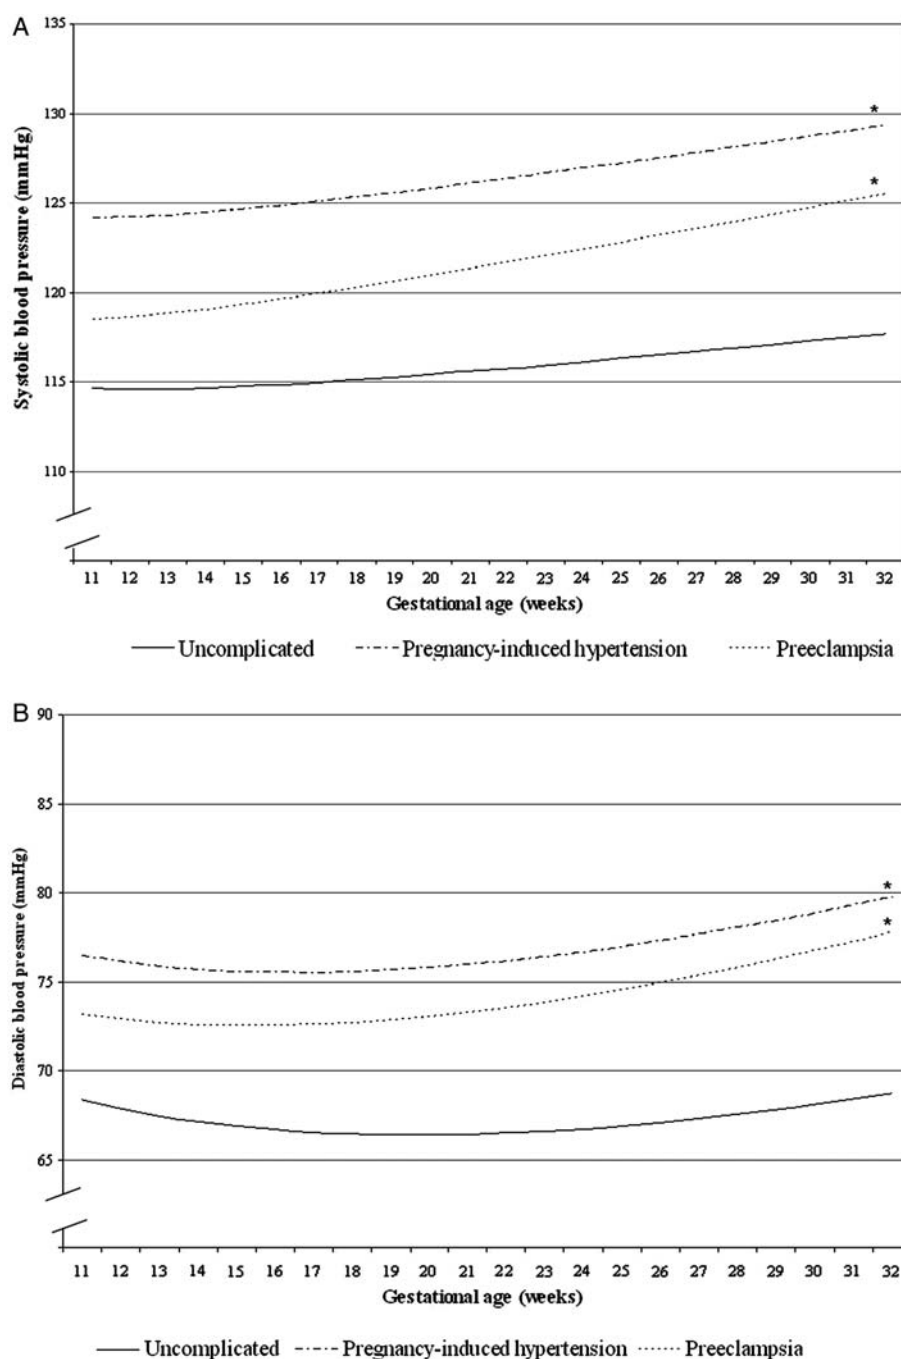 A
135
130
125
120
115
110
Systolic blood pressure (mmHg)
*
*
11 12 13 14 15 16 17 18 19 20 21 22 23 24 25 26 27 28 29 30 31 32
Gestational age (weeks)
Uncomplicated Pregnancy-induced hypertension Preeclampsia
B
90
85
80
75
70
65
Diastolic blood pressure (mmHg)
*
*
11 12 13 14 15 16 17 18 19 20 21 22 23 24 25 26 27 28 29 30 31 32
Gestational age (weeks)
Uncomplicated Pregnancy-induced hypertension Preeclampsia